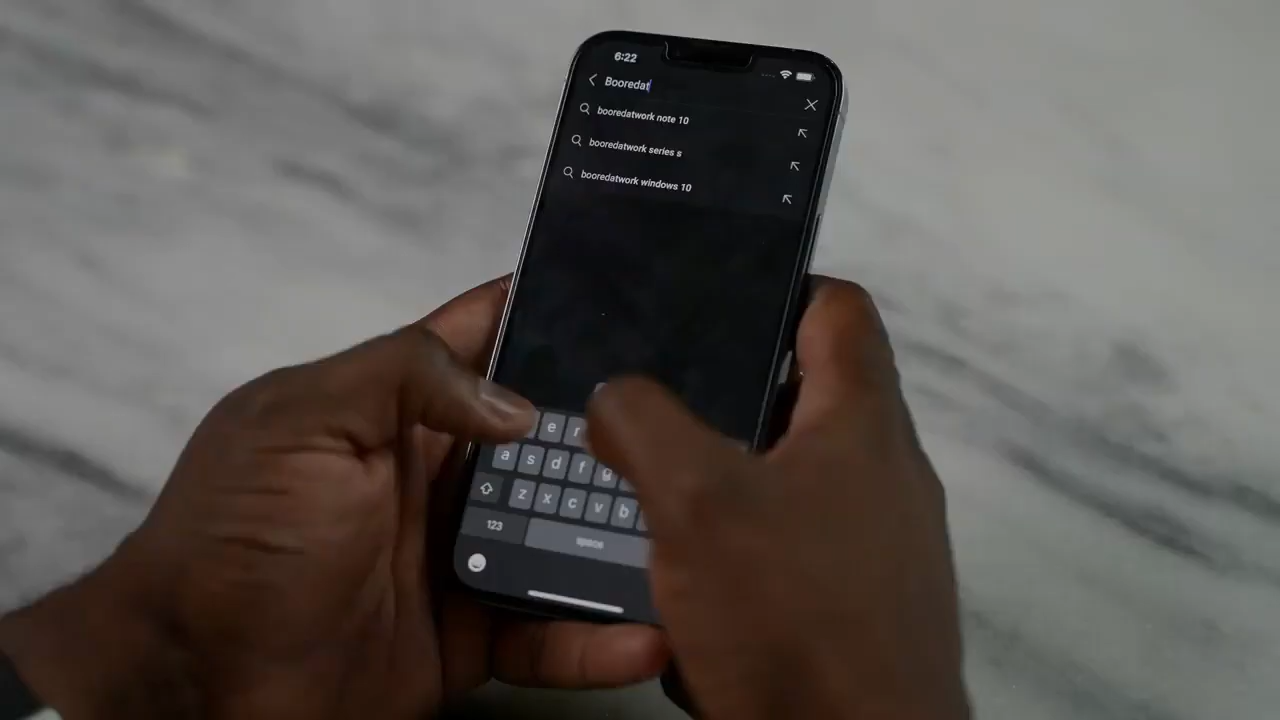 6:22
Booredat
booredatwork note 10
booredatwork series s
booredatwork windows 10
e r
a s d f g
z x c v b
123 space